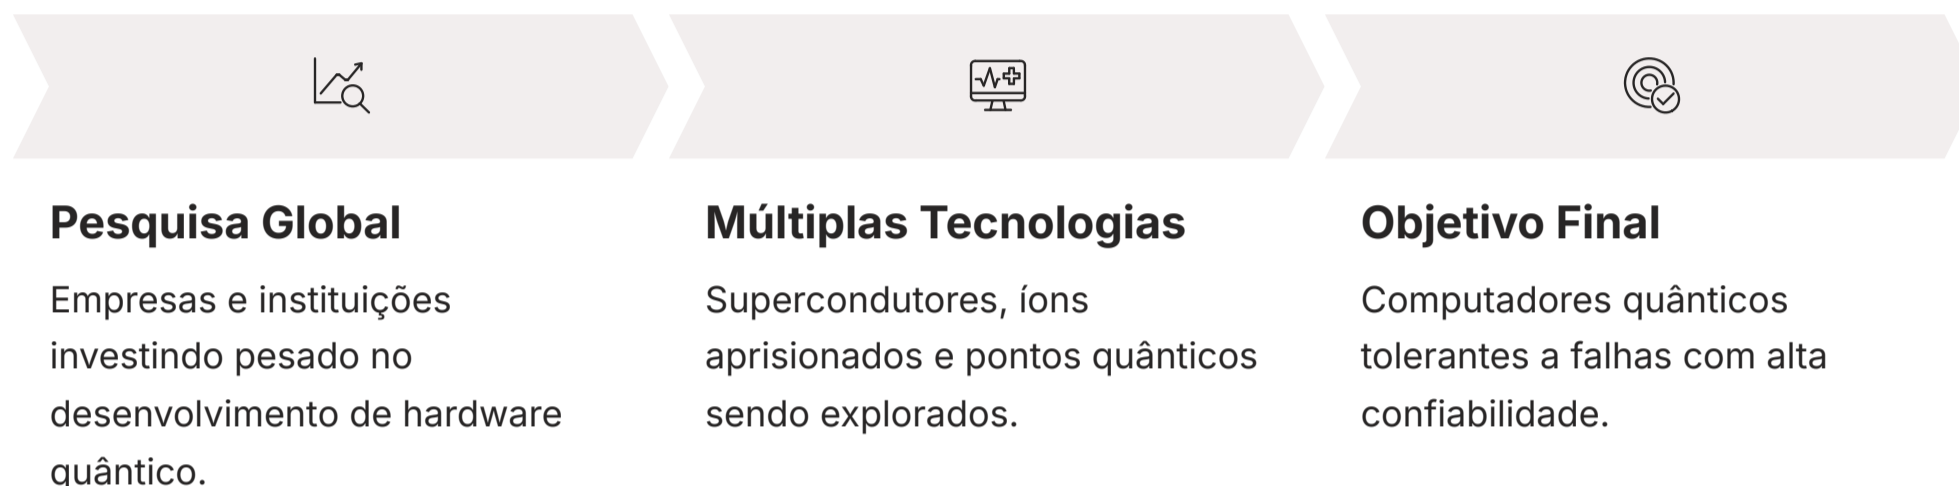 Pesquisa Global
Empresas e instituições
investindo pesado no
desenvolvimento de hardware
quântico.
Múltiplas Tecnologias
Supercondutores, íons
aprisionados e pontos quânticos
sendo explorados.
Objetivo Final
Computadores quânticos
tolerantes a falhas com alta
confiabilidade.